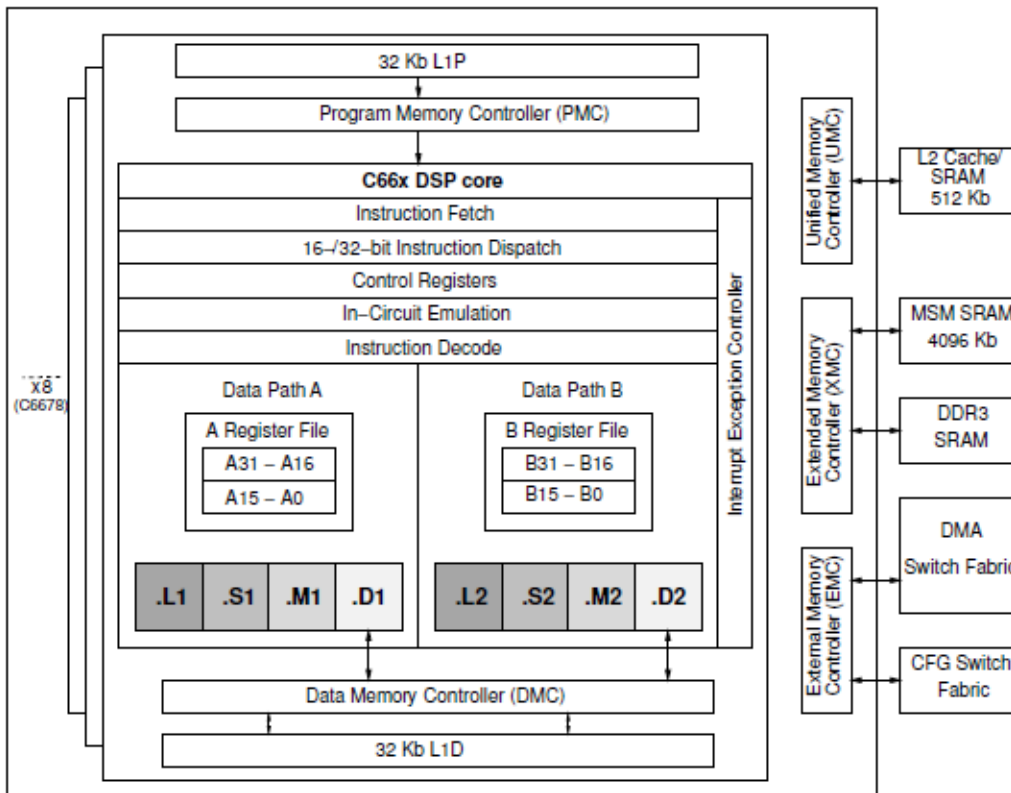 32 Kb L1P
Program Memory Controller (PMC)
C66x DSP core
Instruction Fetch
16-/32-bit Instruction Dispatch
Control Registers
In-Circuit Emulation
Instruction Decode
Interrupt Exception Controller
Data Path A
A Register File
A31 – A16
A15 – A0
Data Path B
B Register File
B31 – B16
B15 – B0
.L1 .S1 .M1 .D1
.L2 .S2 .M2 .D2
Data Memory Controller (DMC)
32 Kb L1D
x8
(C6678)
Unified Memory
Controller (UMC)
L2 Cache/
SRAM
512 Kb
Extended Memory
Controller (XMC)
MSM SRAM
4096 Kb
DDR3
SRAM
External Memory
Controller (EMC)
DMA
Switch Fabric
CFG Switch
Fabric